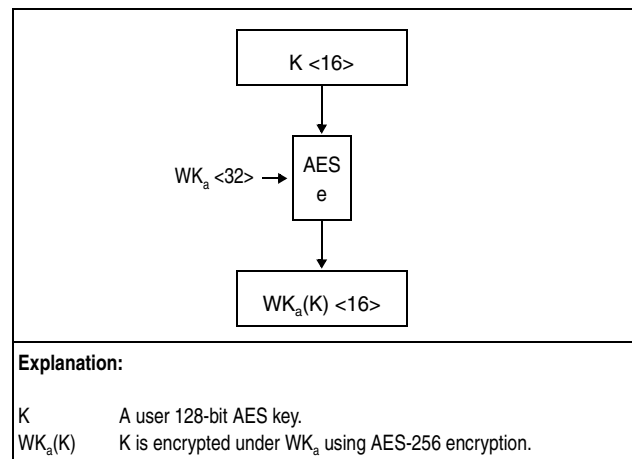 K <16>
WKa <32>
AES
e
WKa(K) <16>
Explanation:
K A user 128-bit AES key.
WKa(K) K is encrypted under WKa using AES-256 encryption.